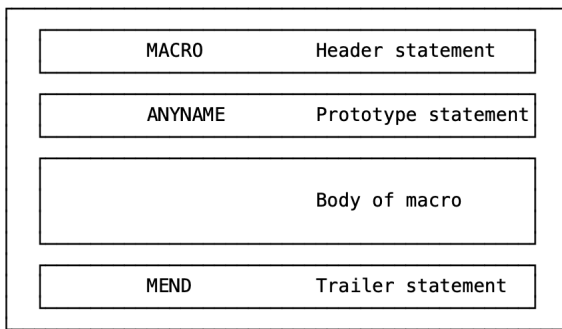 MACRO Header statement
ANYNAME Prototype statement
Body of macro
MEND Trailer statement